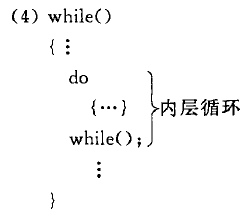 (4) while()
{ ⋮
do
{…} 内层循环
while();
⋮
}